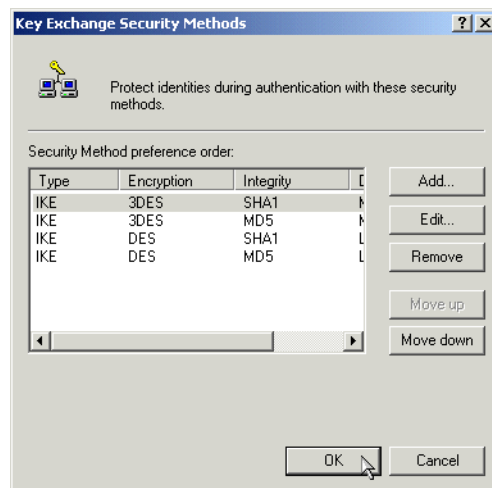 Key Exchange Security Methods
Protect identities during authentication with these security
methods.
Security Method preference order:
Type Encryption Integrity
IKE 3DES SHA1
IKE 3DES MD5
IKE DES SHA1
IKE DES MD5
Add...
Edit...
Remove
Move up
Move down
OK
Cancel